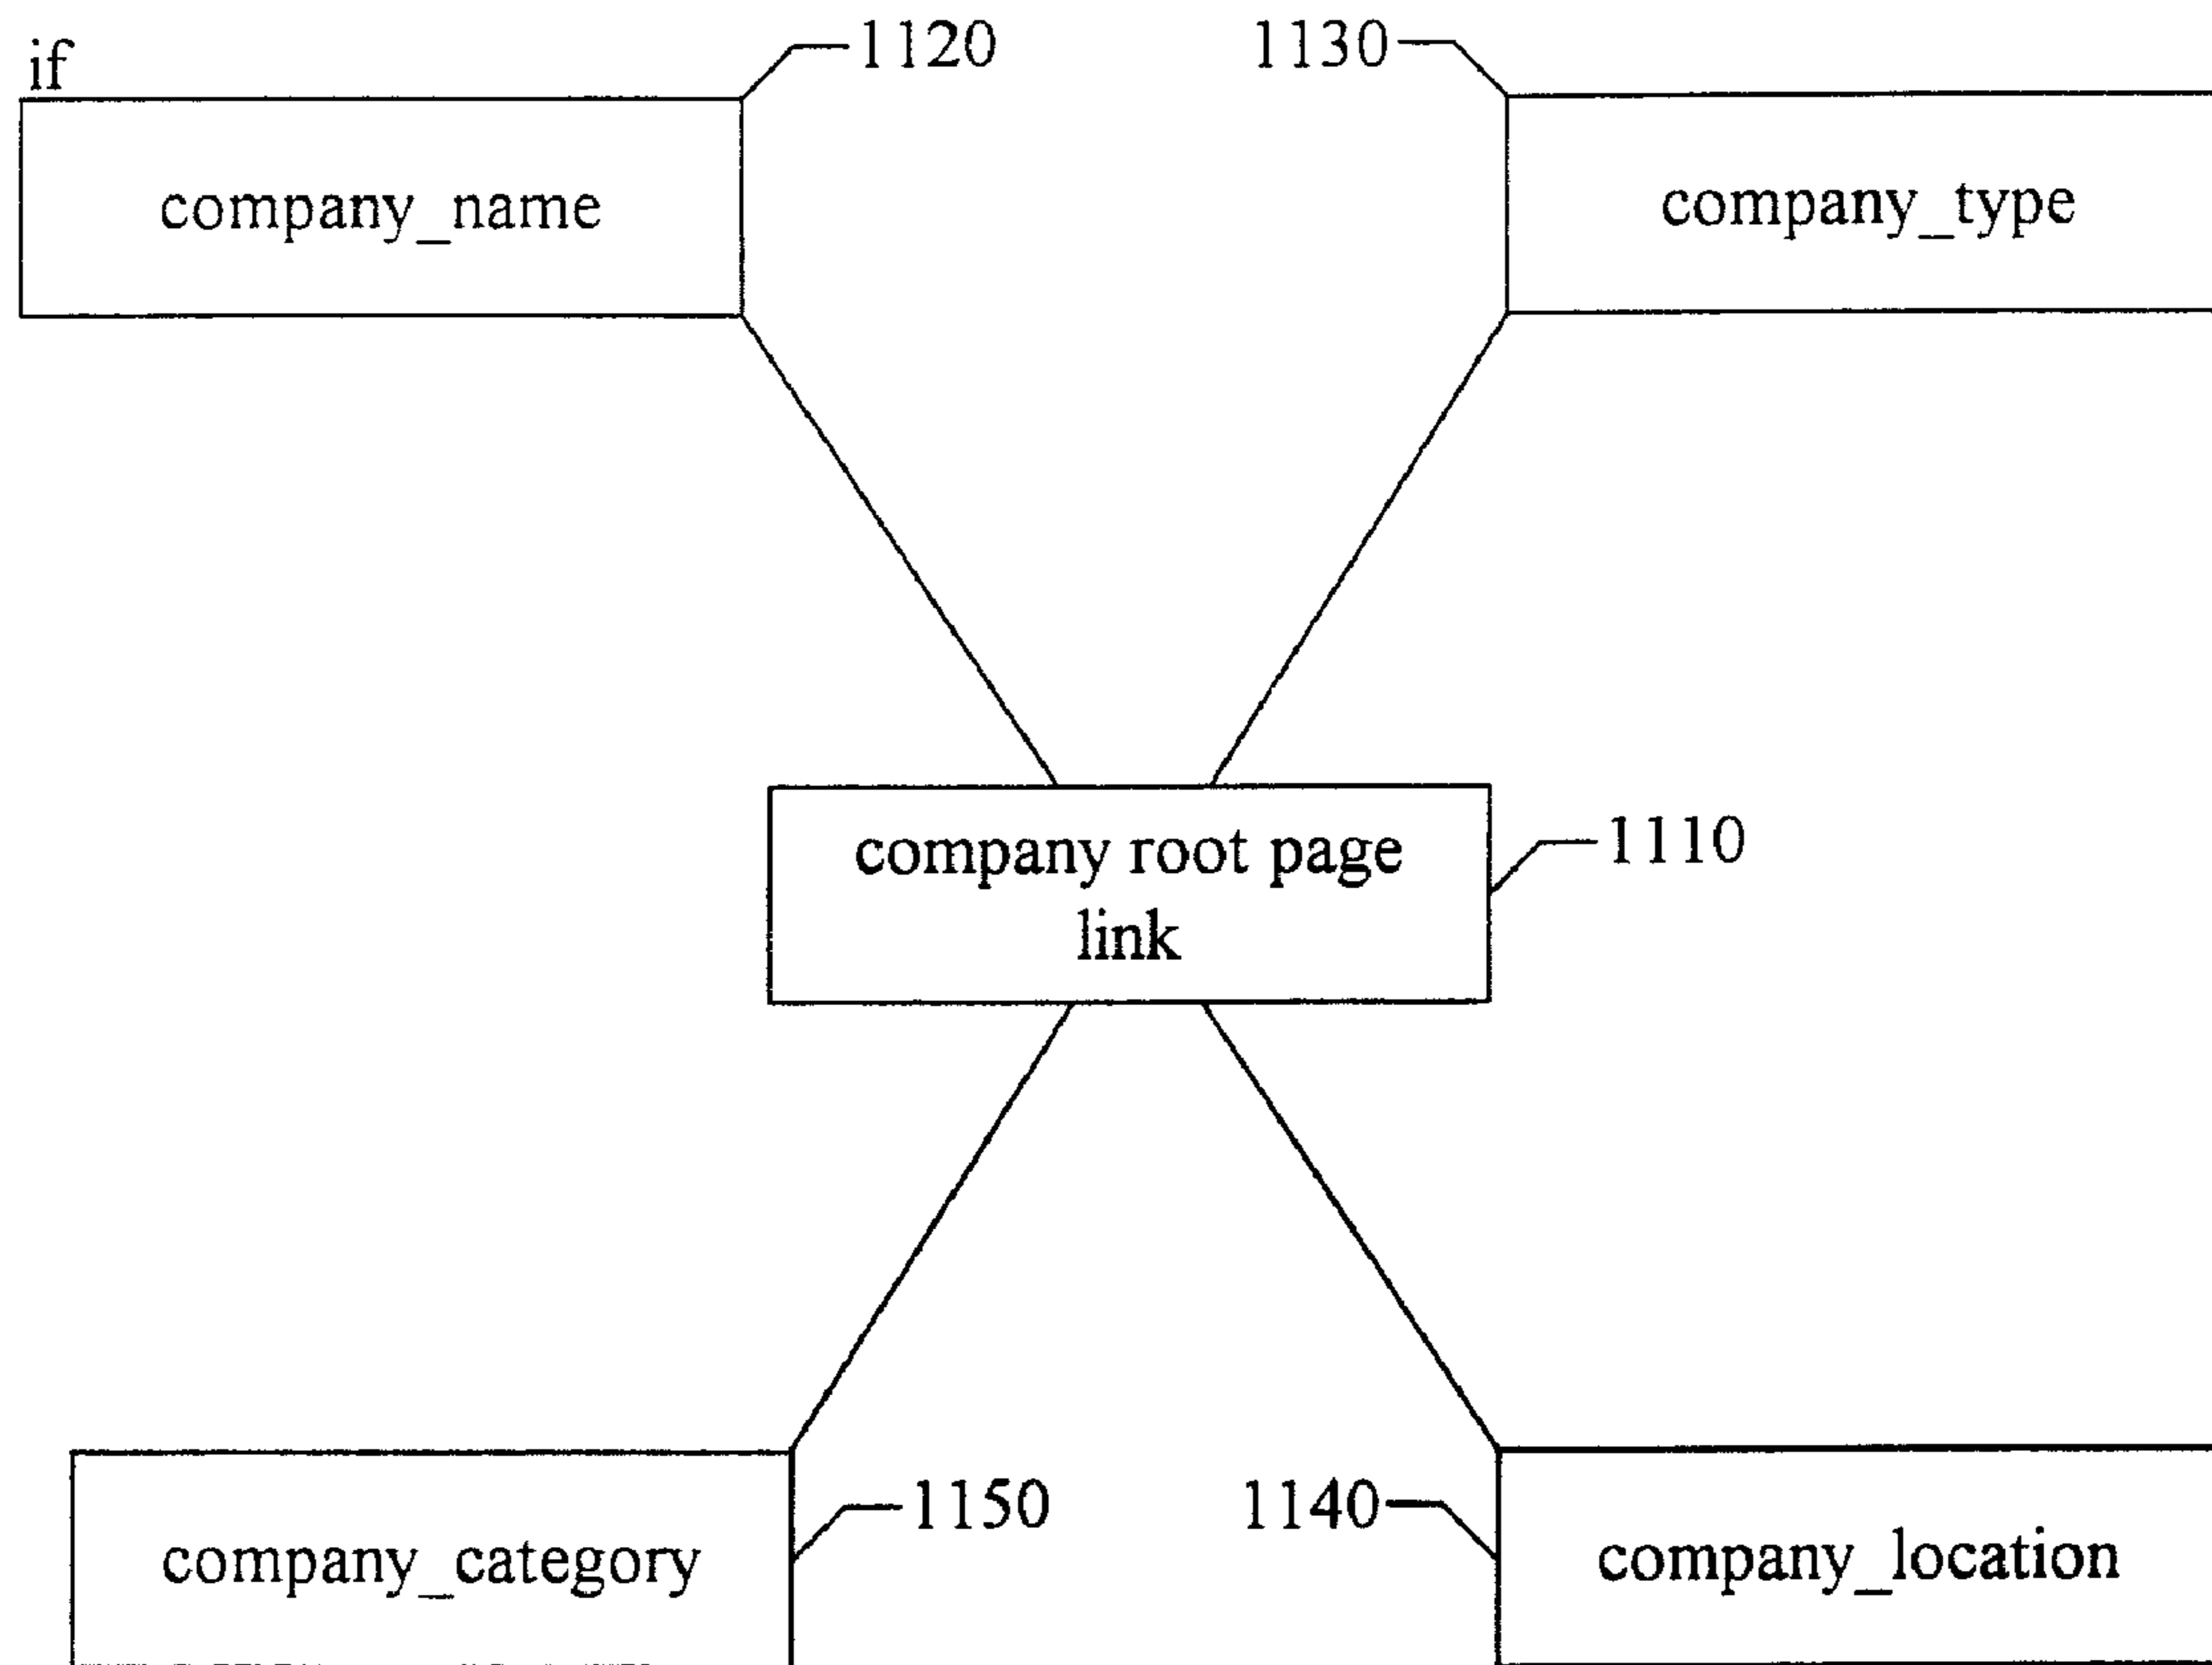 if
1120
1130
company_name
company_type
company root page
link
1110
1150
1140
company_category
company_location